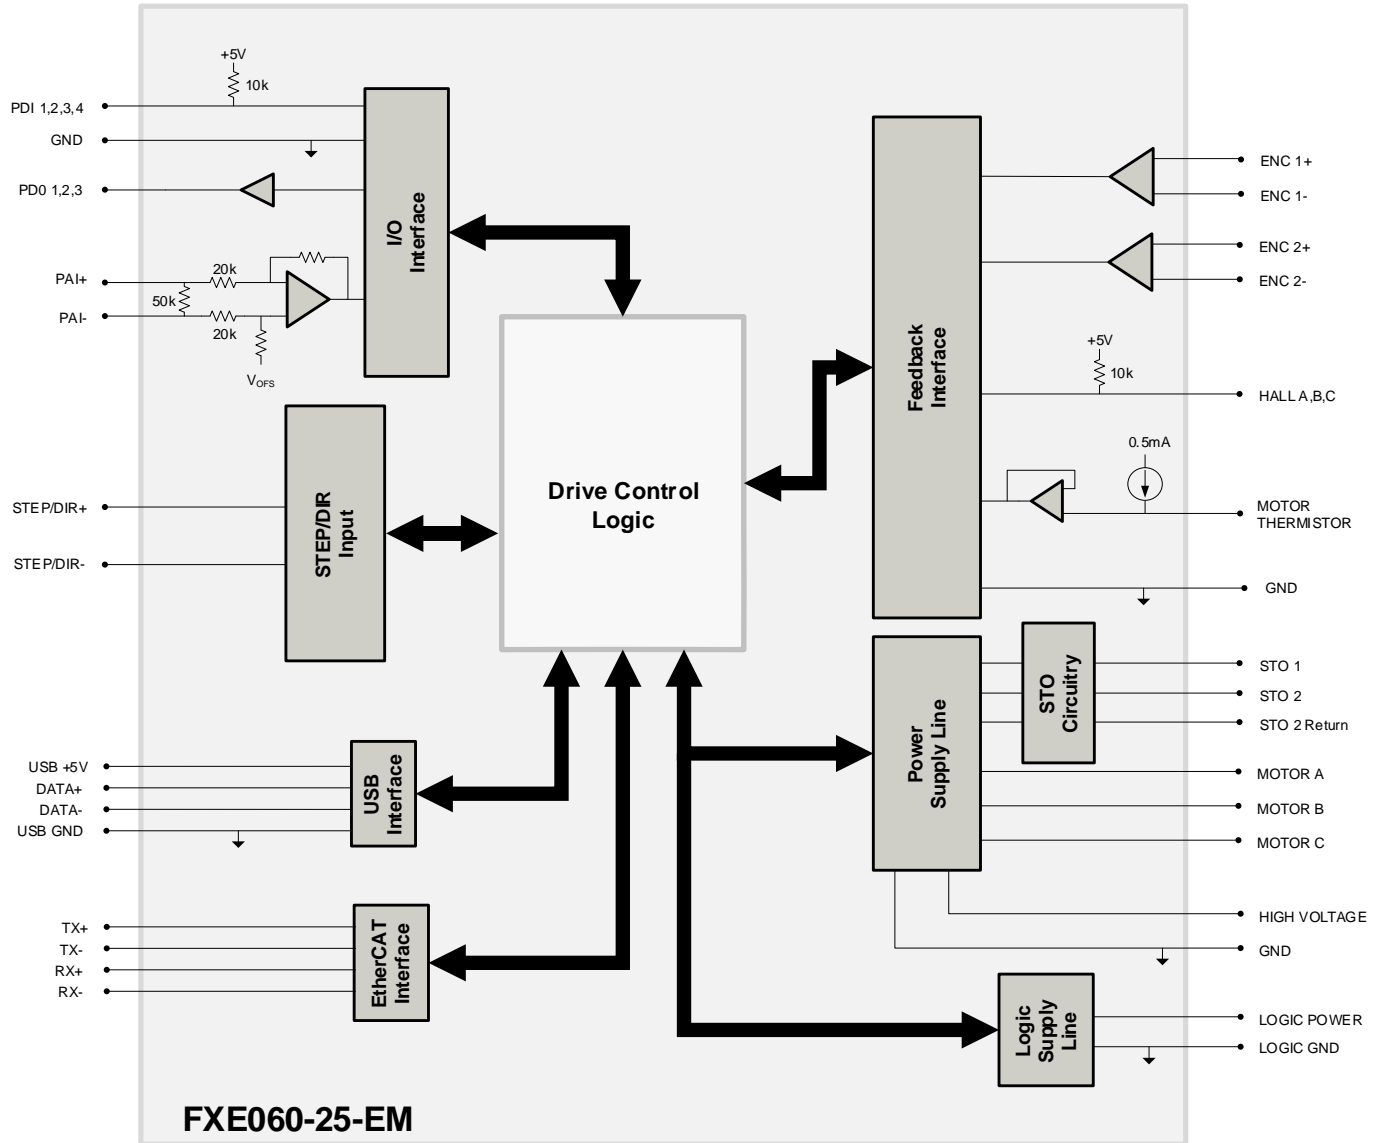 +5V
10k
PDI 1,2,3,4
GND
PD0 1,2,3
PAI+
20k
50k
PAI-
20k
VOFS
I/O
Interface
STEP/DIR+
STEP/DIR-
STEP/DIR
Input
Drive Control
Logic
Feedback
Interface
ENC 1+
ENC 1-
ENC 2+
ENC 2-
+5V
10k
HALL A,B,C
0.5mA
MOTOR
THERMISTOR
GND
STO
Circuitry
STO 1
STO 2
STO 2 Return
Power
Supply Line
MOTOR A
MOTOR B
MOTOR C
HIGH VOLTAGE
GND
USB +5V
DATA+
DATA-
USB GND
USB
Interface
TX+
TX-
RX+
RX-
EtherCAT
Interface
Logic
Supply
Line
LOGIC POWER
LOGIC GND
FXE060-25-EM